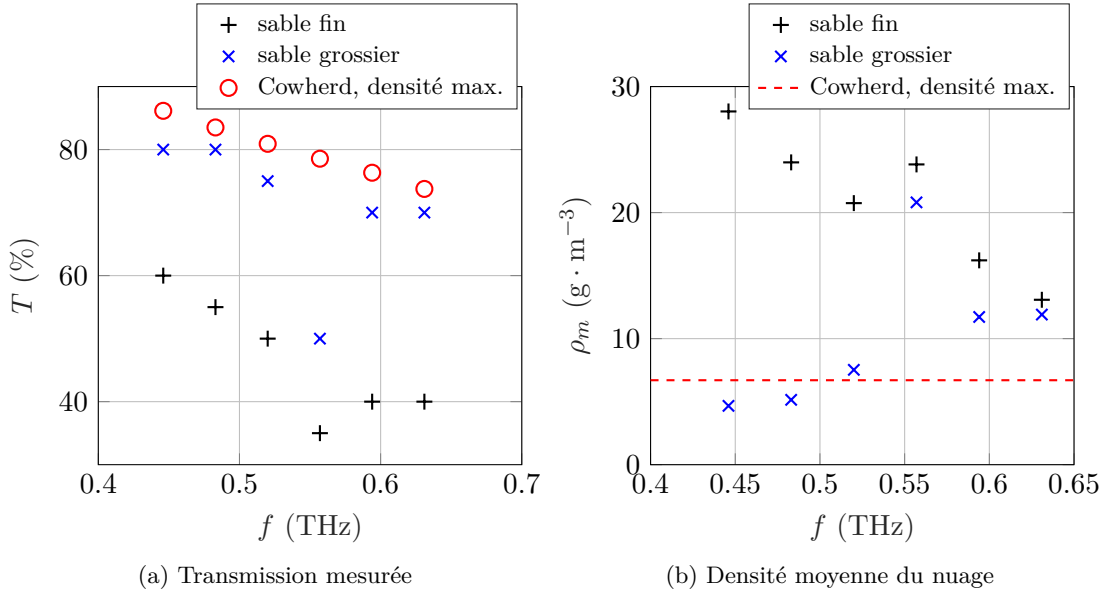 sable fin
sable grossier
Cowherd, densité max.
80
60
40
0.4
0.5
0.6
0.7
T (%)
f (THz)
(a) Transmission mesurée
sable fin
sable grossier
Cowherd, densité max.
30
20
10
0
0.4
0.45
0.5
0.55
0.6
0.65
ρm (g · m−3)
f (THz)
(b) Densité moyenne du nuage